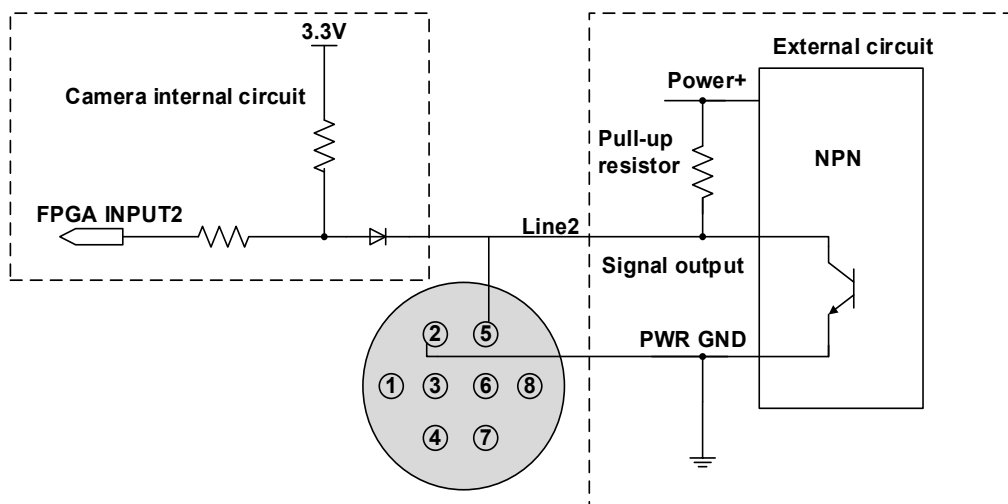 3.3V
Camera internal circuit
FPGA INPUT2
Line2
External circuit
Power+
Pull-up
resistor
NPN
Signal output
PWR GND
2
5
1
3
6
8
4
7